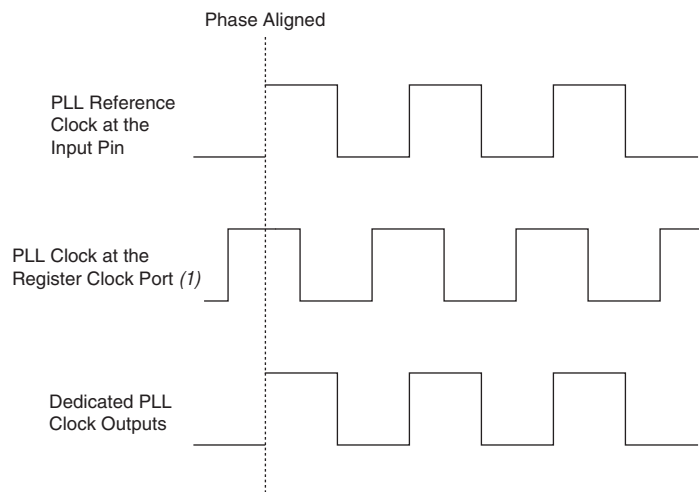 Phase Aligned
PLL Reference
Clock at the
Input Pin
PLL Clock at the
Register Clock Port (1)
Dedicated PLL
Clock Outputs